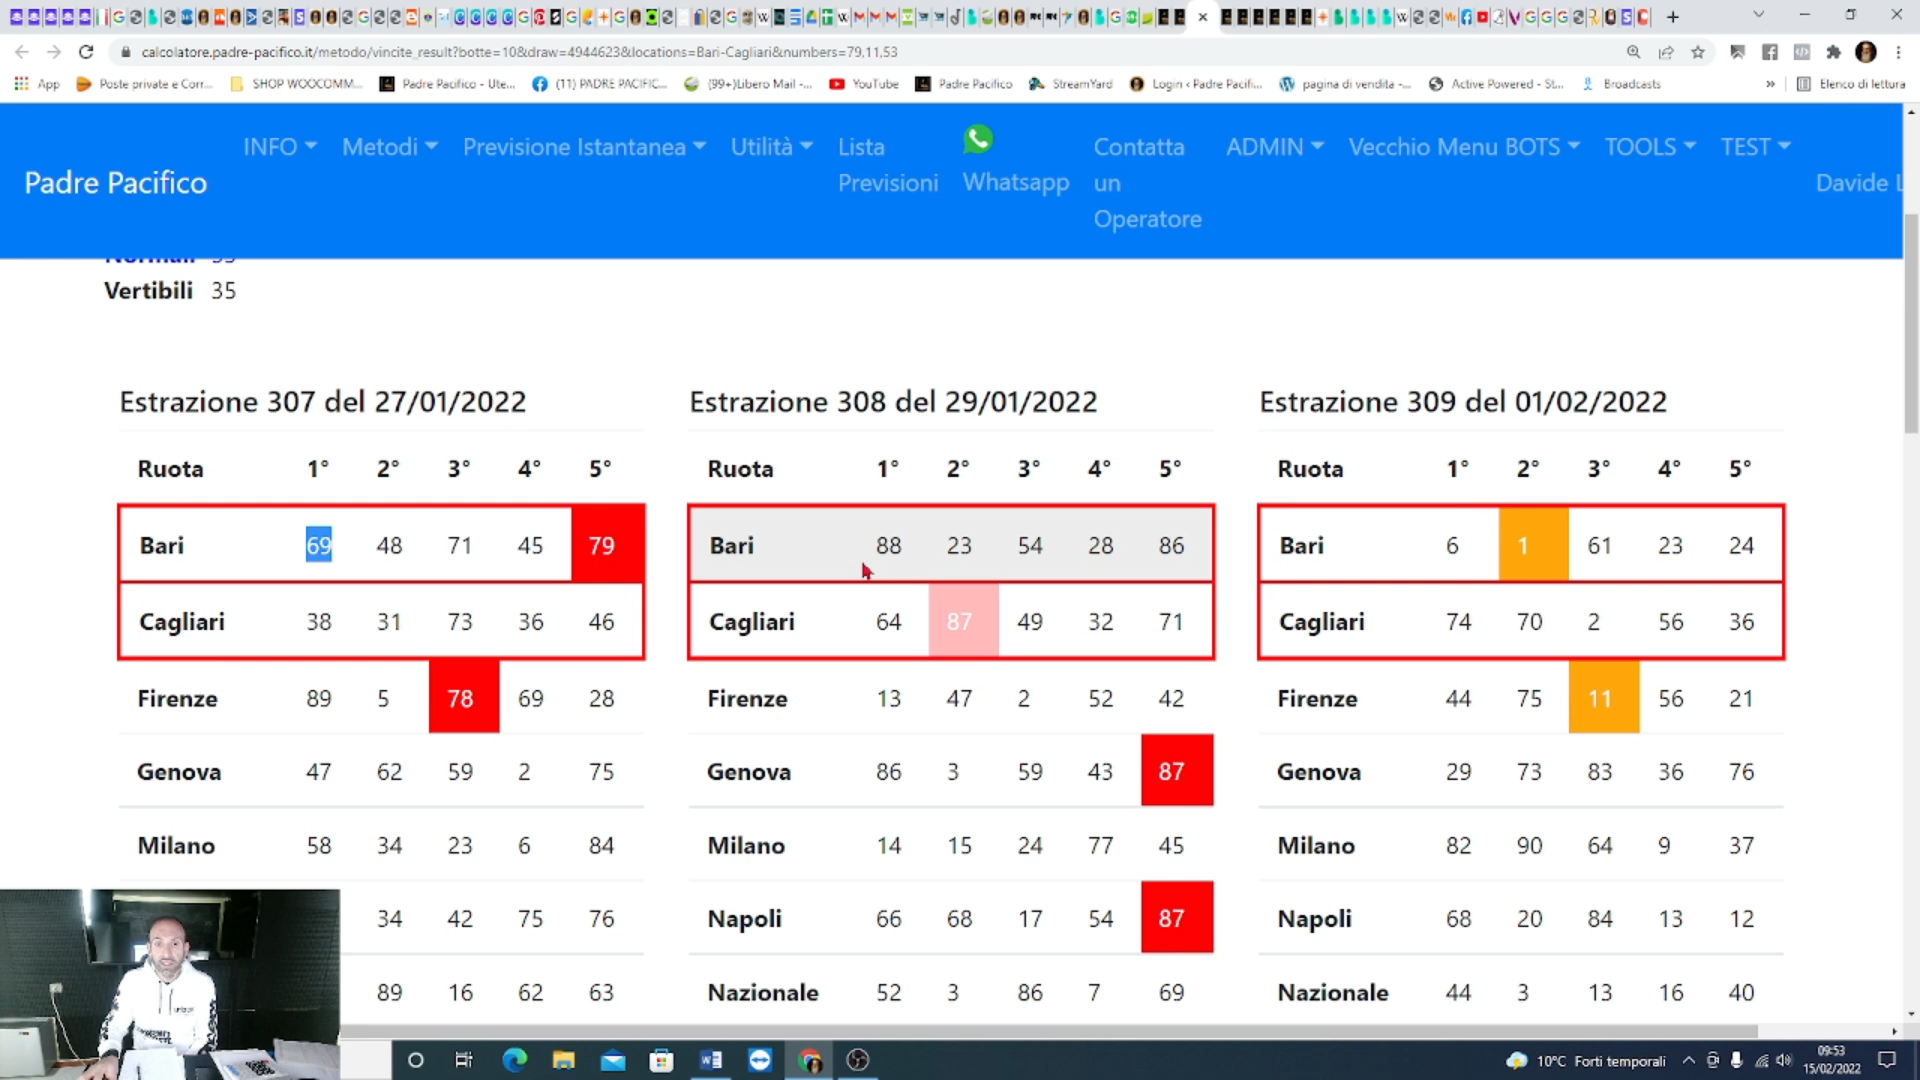 calcolatore.padre-pacifico.it/metodo/vincite_result?botte=10&draw=4944623&locations=Bari-Cagliari&numbers=79,11,53
App Poste private e Corr... SHOP WOOCOMM... Padre Pacifico - Ute... (11) PADRE PACIFIC... (99+)Libero Mail -... YouTube Padre Pacifico StreamYard Login ‹ Padre Pacifi... pagina di vendita -... Active Powered - St... Broadcasts » Elenco di lettura
Padre Pacifico INFO Metodi Previsione Istantanea Utilità Lista Previsioni Whatsapp Contatta un Operatore ADMIN Vecchio Menu BOTS TOOLS TEST Davide L
Vertibili 35
Estrazione 307 del 27/01/2022
Ruota 1° 2° 3° 4° 5°
Bari 69 48 71 45 79
Cagliari 38 31 73 36 46
Firenze 89 5 78 69 28
Genova 47 62 59 2 75
Milano 58 34 23 6 84
34 42 75 76
89 16 62 63
Estrazione 308 del 29/01/2022
Ruota 1° 2° 3° 4° 5°
Bari 88 23 54 28 86
Cagliari 64 87 49 32 71
Firenze 13 47 2 52 42
Genova 86 3 59 43 87
Milano 14 15 24 77 45
Napoli 66 68 17 54 87
Nazionale 52 3 86 7 69
Estrazione 309 del 01/02/2022
Ruota 1° 2° 3° 4° 5°
Bari 6 1 61 23 24
Cagliari 74 70 2 56 36
Firenze 44 75 11 56 21
Genova 29 73 83 36 76
Milano 82 90 64 9 37
Napoli 68 20 84 13 12
Nazionale 44 3 13 16 40
10°C Forti temporali
09:53
15/02/2022